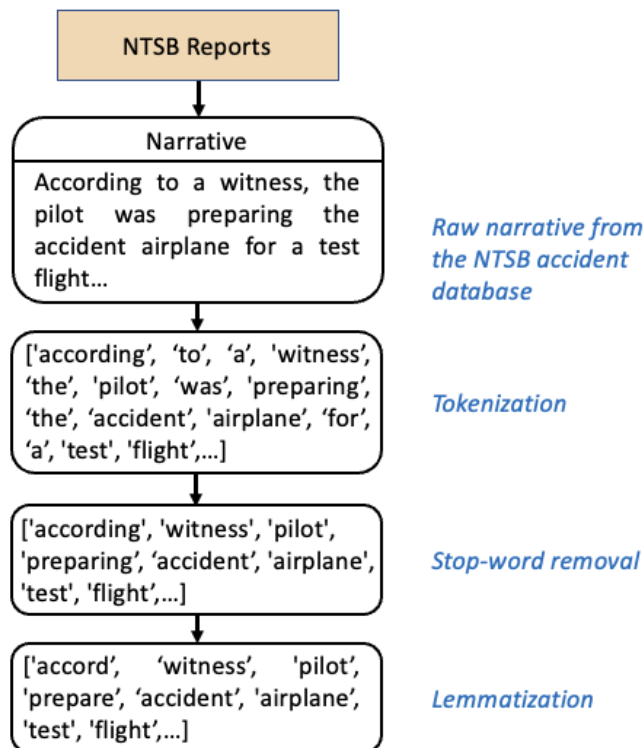 NTSB Reports
Narrative
According to a witness, the
pilot was preparing the
accident airplane for a test
flight...
Raw narrative from
the NTSB accident
database
['according’, ‘to’, ‘a’, 'witness’,
‘the’, 'pilot’, ‘was’, 'preparing’,
‘the’, ‘accident’, 'airplane’, ‘for’,
‘a’, 'test’, 'flight’,...]
Tokenization
['according', 'witness', 'pilot',
'preparing’, ‘accident’, 'airplane',
'test', 'flight’,...]
Stop-word removal
['accord’, ‘witness’, 'pilot’,
'prepare’, ‘accident’, 'airplane’,
'test’, 'flight’,...]
Lemmatization